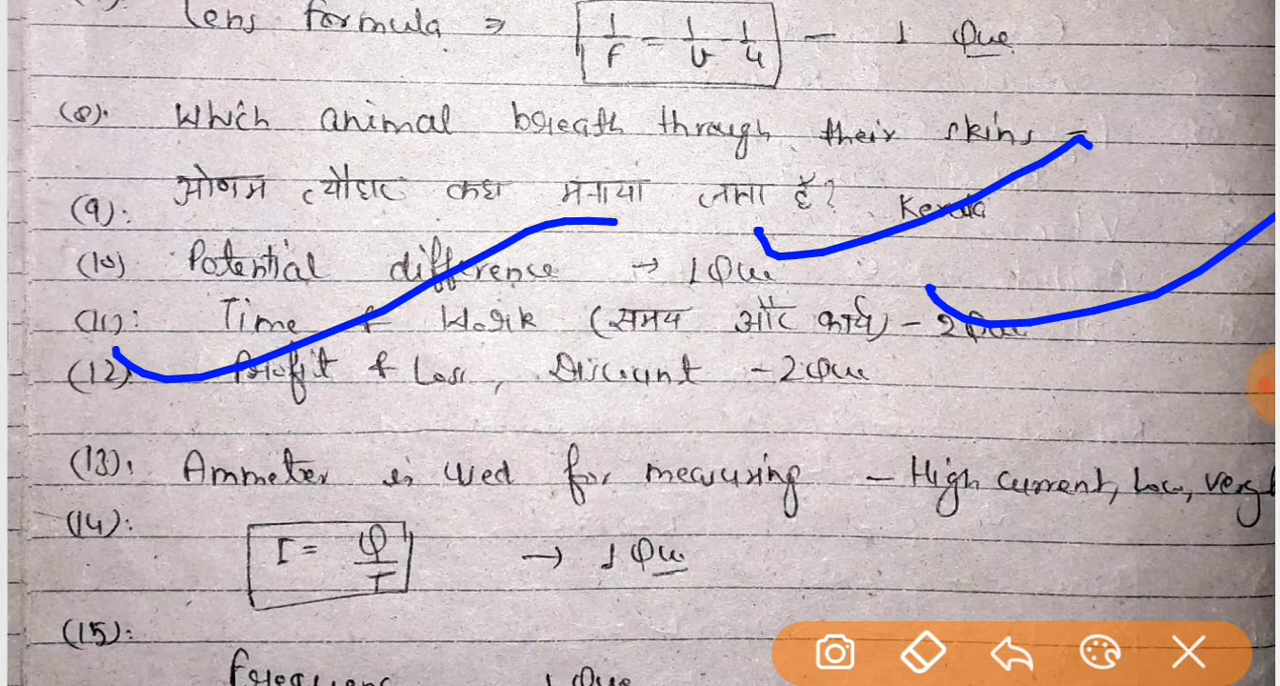 Lens formula ⇒ 1/f = 1/v - 1/u - 1 Que
(8). Which animal breath through their skins -
(9). ओणम त्यौहार कहा मनाया जाता है? Kerala
(10) Potential difference → 1 Que
(11): Time & Work (समय और कार्य) - 2 Que
(12) Profit & Loss, Discount - 2 Que
(13). Ammeter is used for measuring - High current, Low, very
(14): I = Q/T → 1 Que
(15):
1 Que